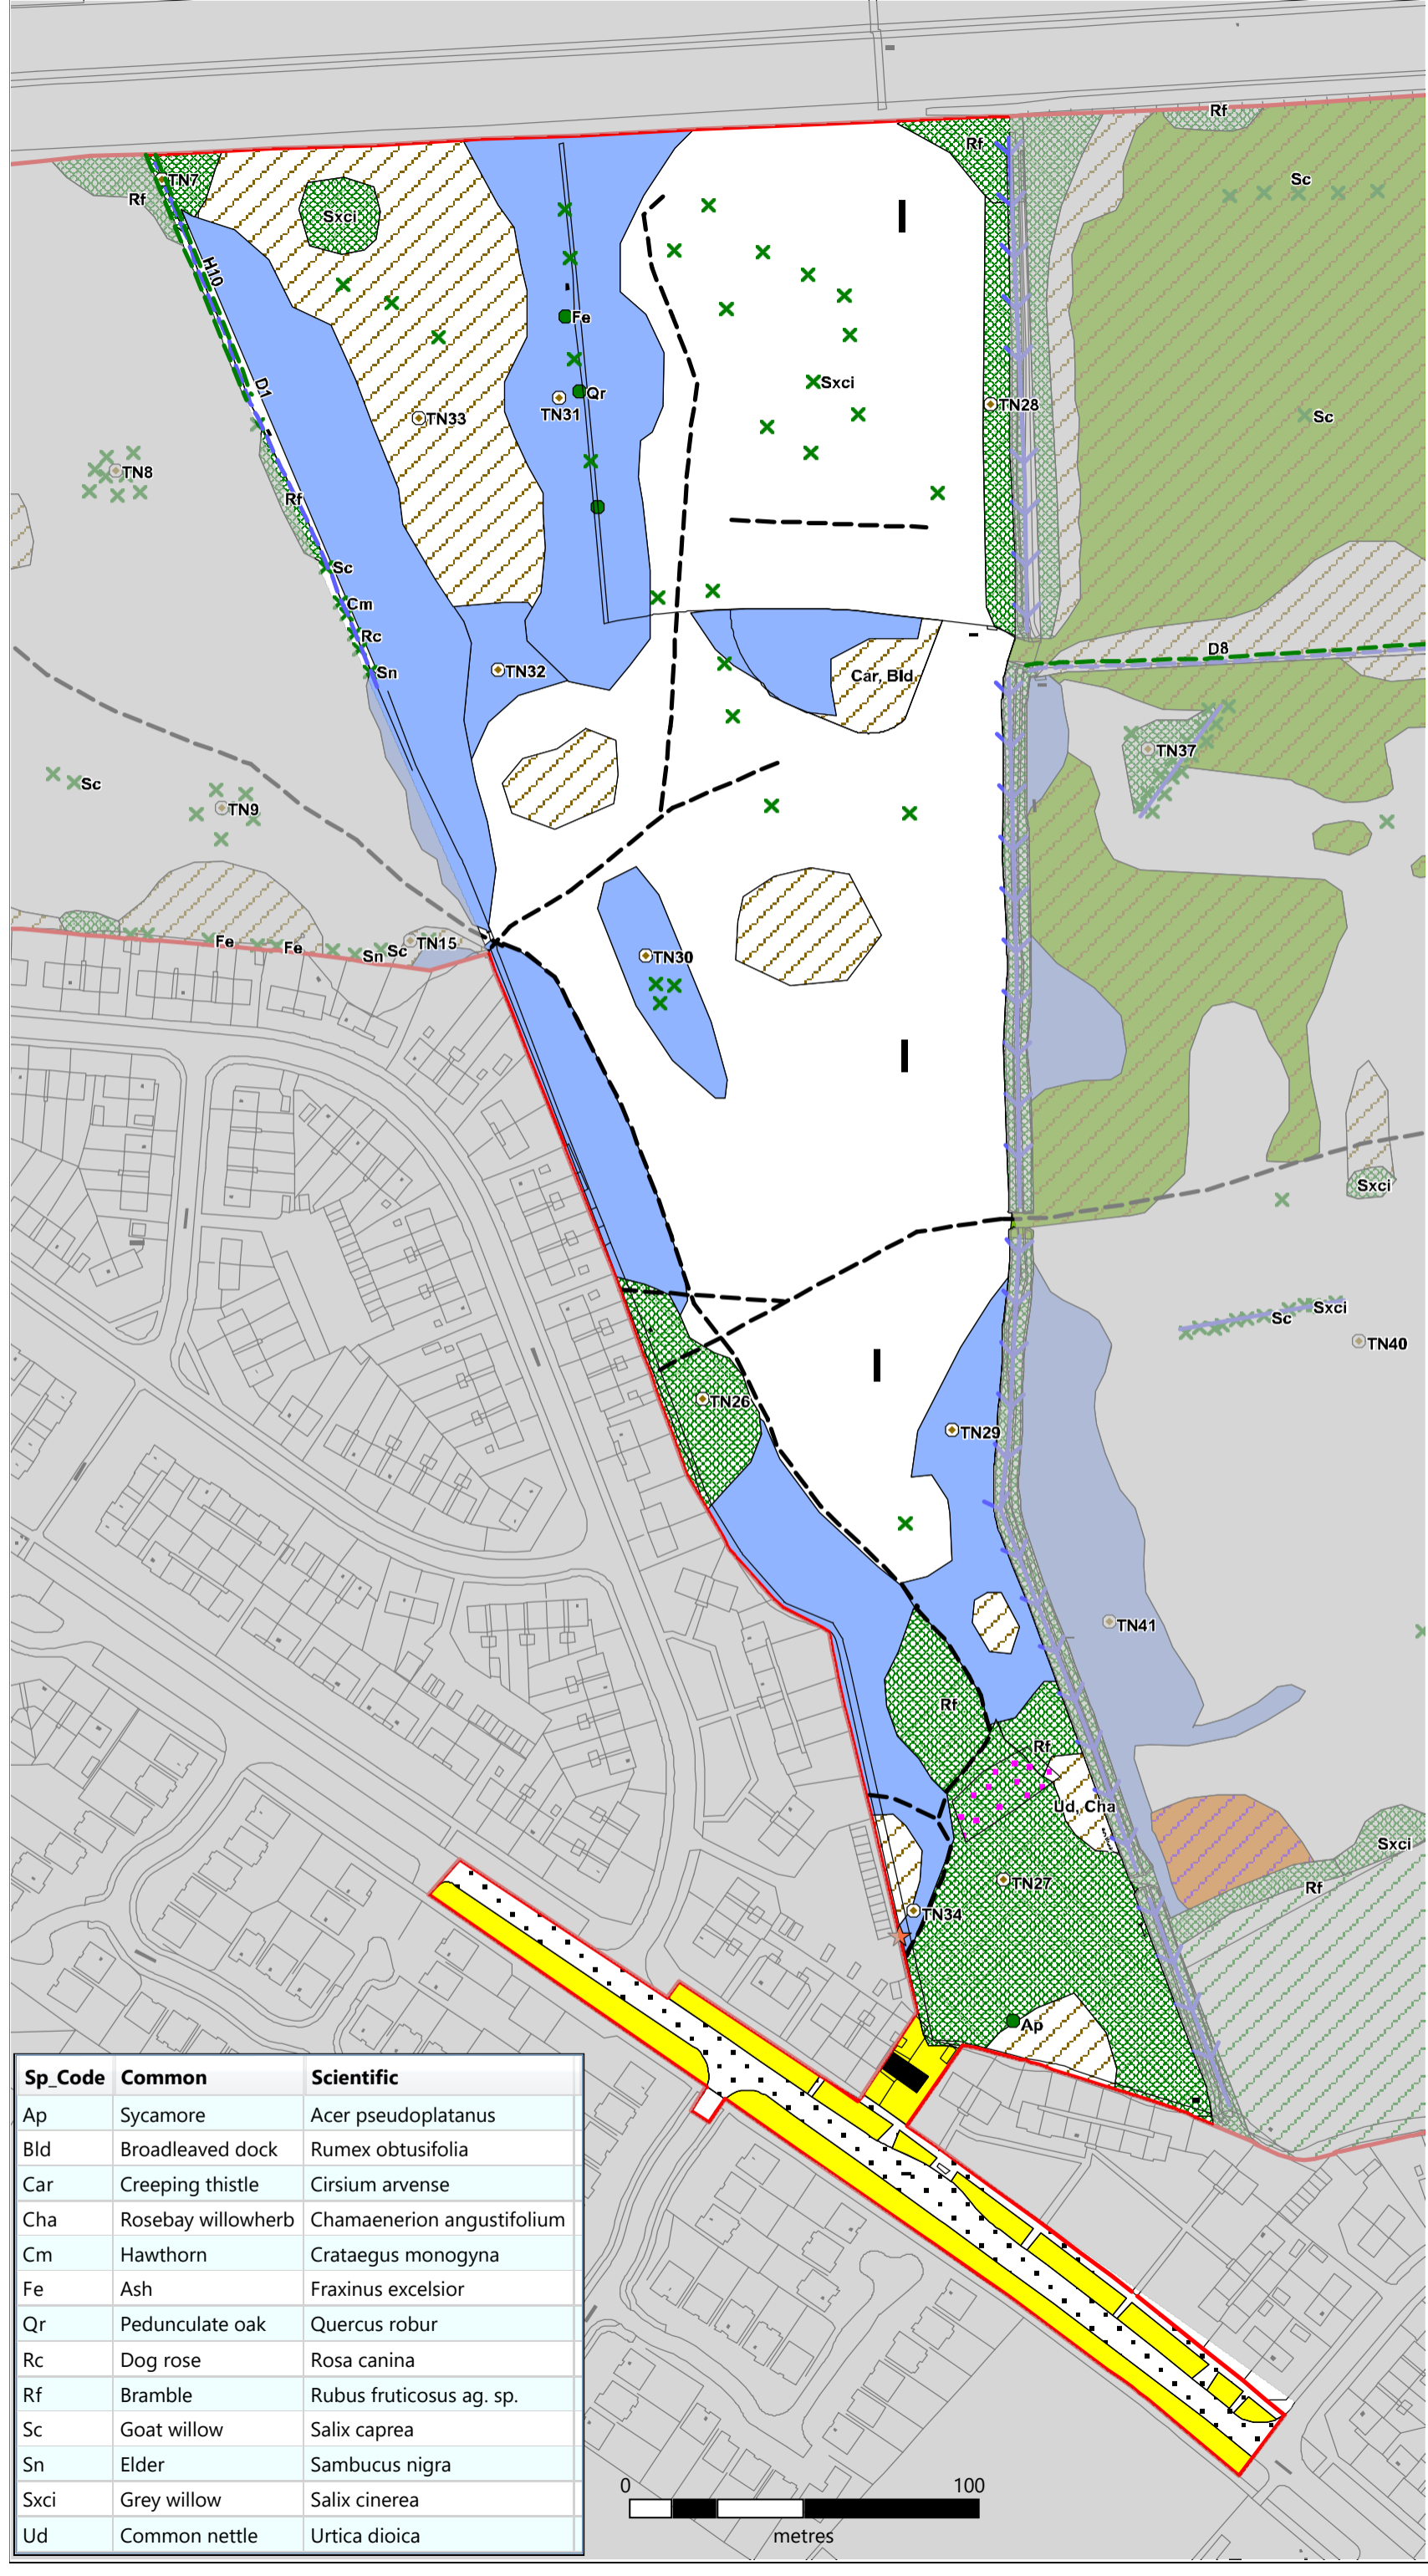 Rf
Sc
Rf
TN7
Rf
Sxci
H10
Fe
Sxci
D1
Qr
TN31
TN28
TN33
Sc
TN8
Rf
Sc
Cm
Rc
D8
Sn
TN32
Car, Bld
TN37
Sc
TN9
Fe
Fe
Sn
Sc
TN15
TN30
I
I
I
Sxci
Sxci
Sc
TN40
TN26
TN29
TN41
Rf
Rf
Ud, Cha
Sxci
TN27
Rf
TN34
Ap
Sp_Code Common Scientific
Ap Sycamore Acer pseudoplatanus
Bld Broadleaved dock Rumex obtusifolia
Car Creeping thistle Cirsium arvense
Cha Rosebay willowherb Chamaenerion angustifolium
Cm Hawthorn Crataegus monogyna
Fe Ash Fraxinus excelsior
Qr Pedunculate oak Quercus robur
Rc Dog rose Rosa canina
Rf Bramble Rubus fruticosus ag. sp.
Sc Goat willow Salix caprea
Sn Elder Sambucus nigra
Sxci Grey willow Salix cinerea
Ud Common nettle Urtica dioica
0 100
metres